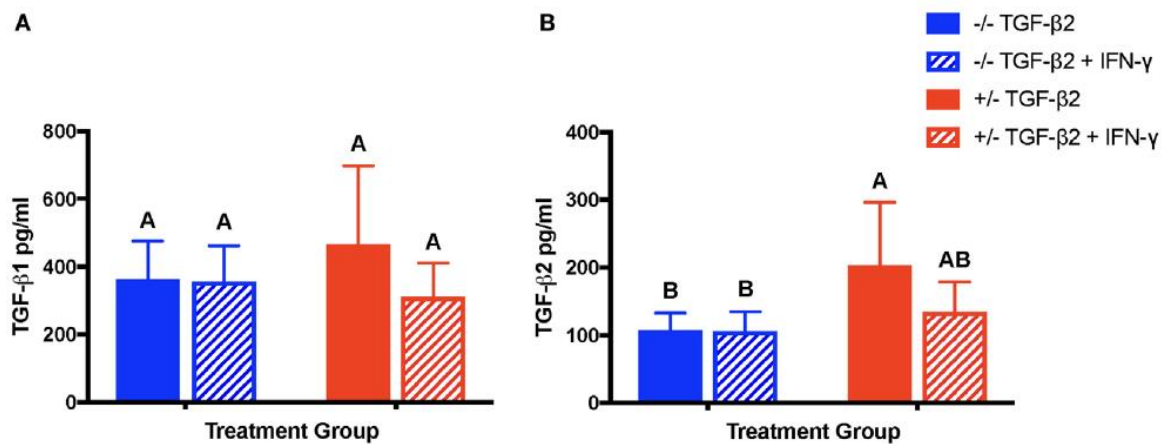 A
B
-/- TGF-β2
-/- TGF-β2 + IFN-γ
+/- TGF-β2
+/- TGF-β2 + IFN-γ
TGF-β1 pg/ml
800
600
400
200
0
A
A
A
A
Treatment Group
TGF-β2 pg/ml
400
300
200
100
0
B
B
A
AB
Treatment Group